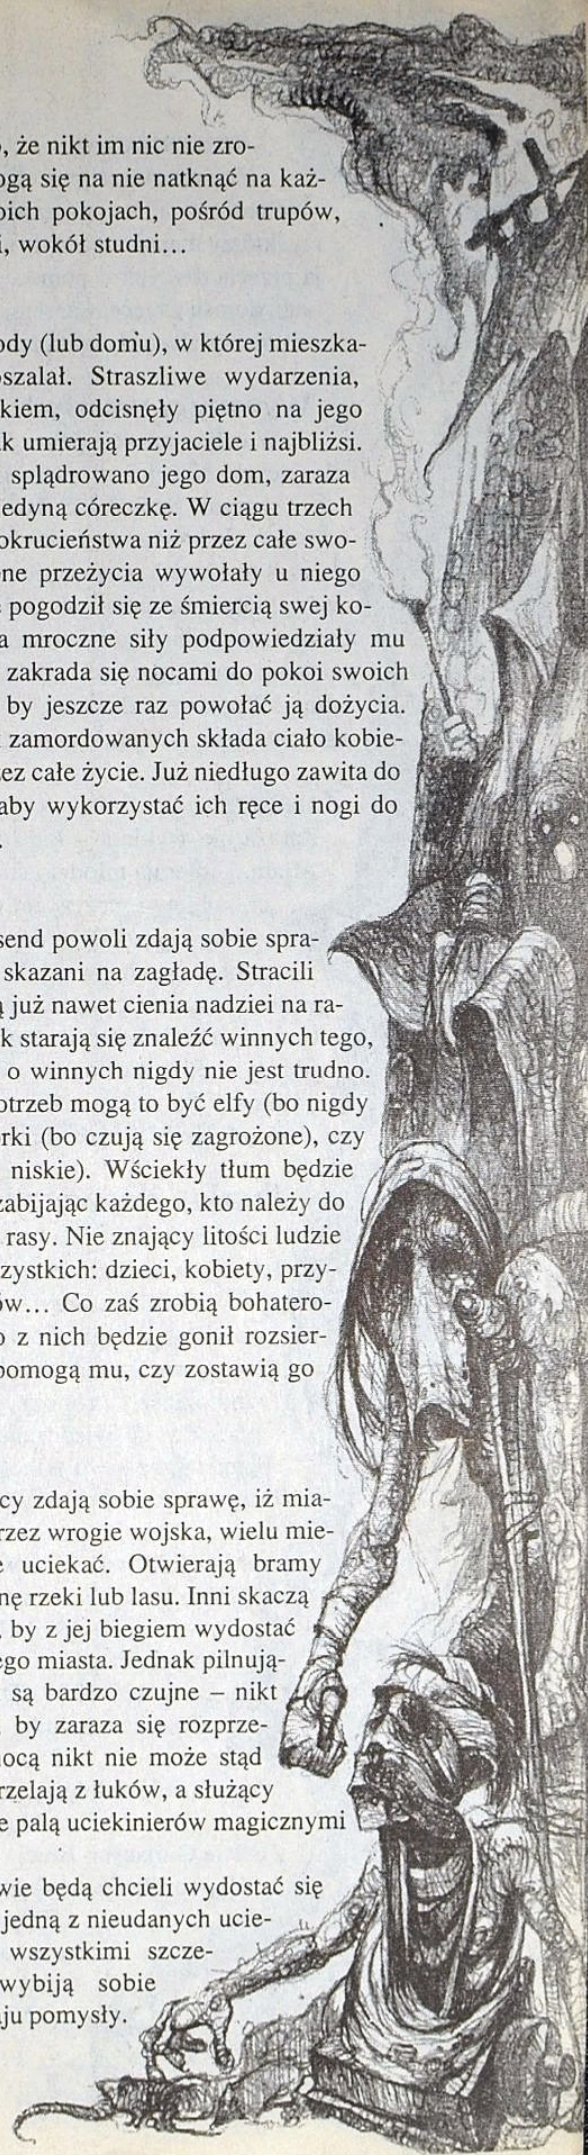 , że nikt im nic nie zro-
ogą się na nie natknąć na każ-
oich pokojach, pośród trupów,
i, wokół studni...
ody (lub domu), w której mieszka-
oszalał. Straszliwe wydarzenia,
kiem, odcisnęły piętno na jego
k umierają przyjaciele i najbliżsi.
splądrowano jego dom, zaraza
edyną córeczkę. W ciągu trzech
okrucieństwa niż przez całe swo-
ne przeżycia wywołały u niego
e pogodził się ze śmiercią swej ko-
a mroczne siły podpowiedziały mu
zakrada się nocami do pokoi swoich
by jeszcze raz powołać ją dożycia.
zamordowanych składa ciało kobie-
ez całe życie. Już niedługo zawita do
aby wykorzystać ich ręce i nogi do
.
send powoli zdają sobie spra-
skazani na zagładę. Stracili
ą już nawet cienia nadziei na ra-
k starają się znaleźć winnych tego,
o winnych nigdy nie jest trudno.
otrzeb mogą to być elfy (bo nigdy
rki (bo czują się zagrożone), czy
niskie). Wściekły tłum będzie
zabijając każdego, kto należy do
rasy. Nie znający litości ludzie
zystkich: dzieci, kobiety, przy-
ów... Co zaś zrobią bohatero-
o z nich będzie gonił rozsier-
pomogą mu, czy zostawią go
cy zdają sobie sprawę, iż mia-
rzez wrogie wojska, wielu mie-
e uciekać. Otwierają bramy
nę rzeki lub lasu. Inni skaczą
, by z jej biegiem wydostać
ego miasta. Jednak pilnują-
są bardzo czujne – nikt
, by zaraza się rozprze-
nocą nikt nie może stąd
rzelają z łuków, a służący
e palą uciekinierów magicznymi
wie będą chcieli wydostać się
jedną z nieudanych ucie-
wszystkimi szcze-
wybiją sobie
ju pomysły.